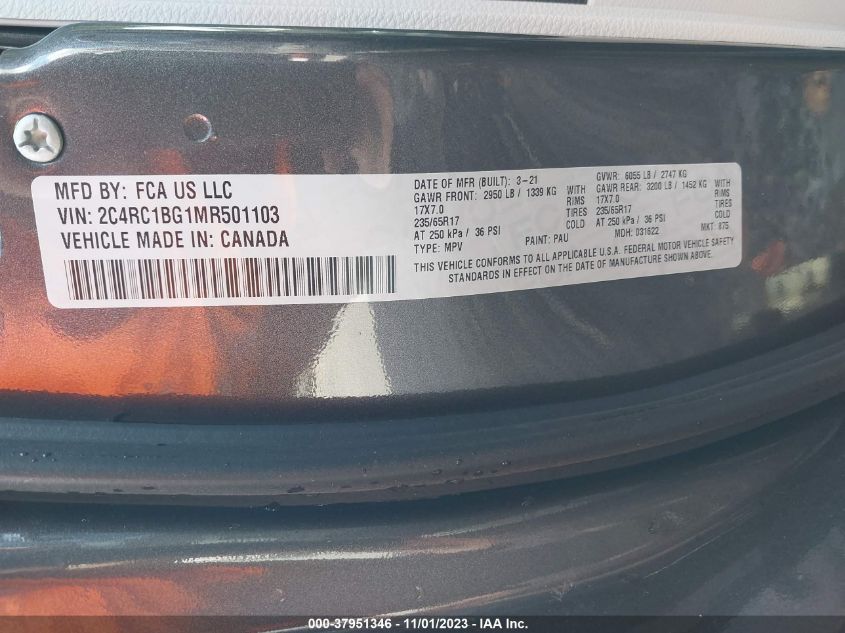 MFD BY: FCA US LLC
VIN: 2C4RC1BG1MR501103
VEHICLE MADE IN: CANADA
DATE OF MFR (BUILT): 3-21
GAWR FRONT: 2950 LB / 1339 KG WITH
17X7.0 RIMS
235/65R17 COLD
AT 250 kPa / 36 PSI
TYPE: MPV PAINT: PAU
GVWR: 6055 LB / 2747 KG
GAWR REAR: 3200 LB / 1452 KG WITH
17X7.0 RIMS
235/65R17 COLD
AT 250 kPa / 36 PSI
MDH: 031622 MKT: 875
THIS VEHICLE CONFORMS TO ALL APPLICABLE U.S.A. FEDERAL MOTOR VEHICLE SAFETY
STANDARDS IN EFFECT ON THE DATE OF MANUFACTURE SHOWN ABOVE.
000-37951346 - 11/01/2023 - IAA Inc.